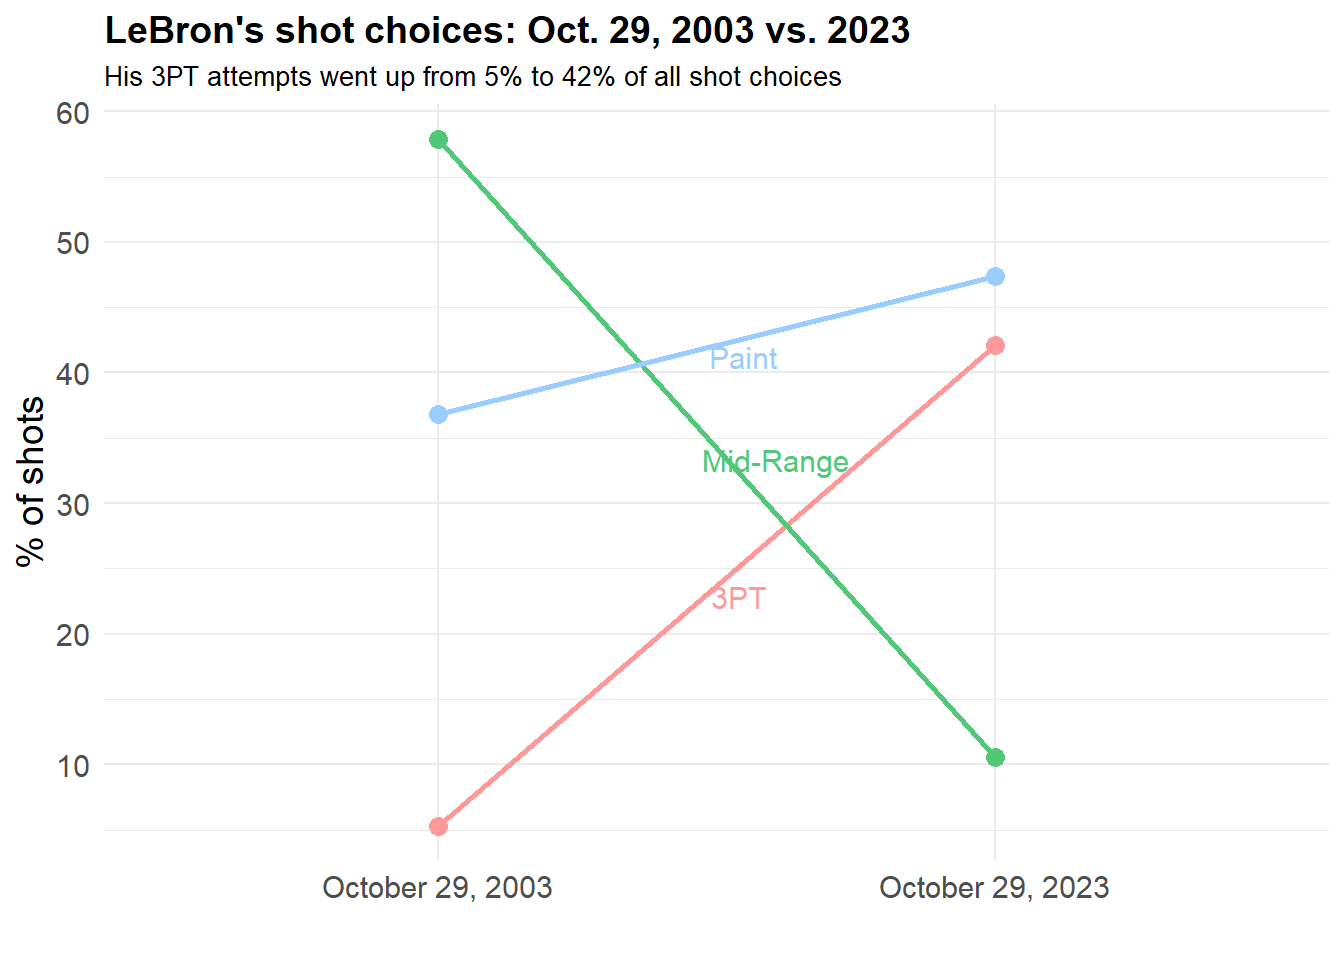 LeBron's shot choices: Oct. 29, 2003 vs. 2023
His 3PT attempts went up from 5% to 42% of all shot choices
60
50
40
30
20
10
% of shots
Paint
Mid-Range
3PT
October 29, 2003
October 29, 2023